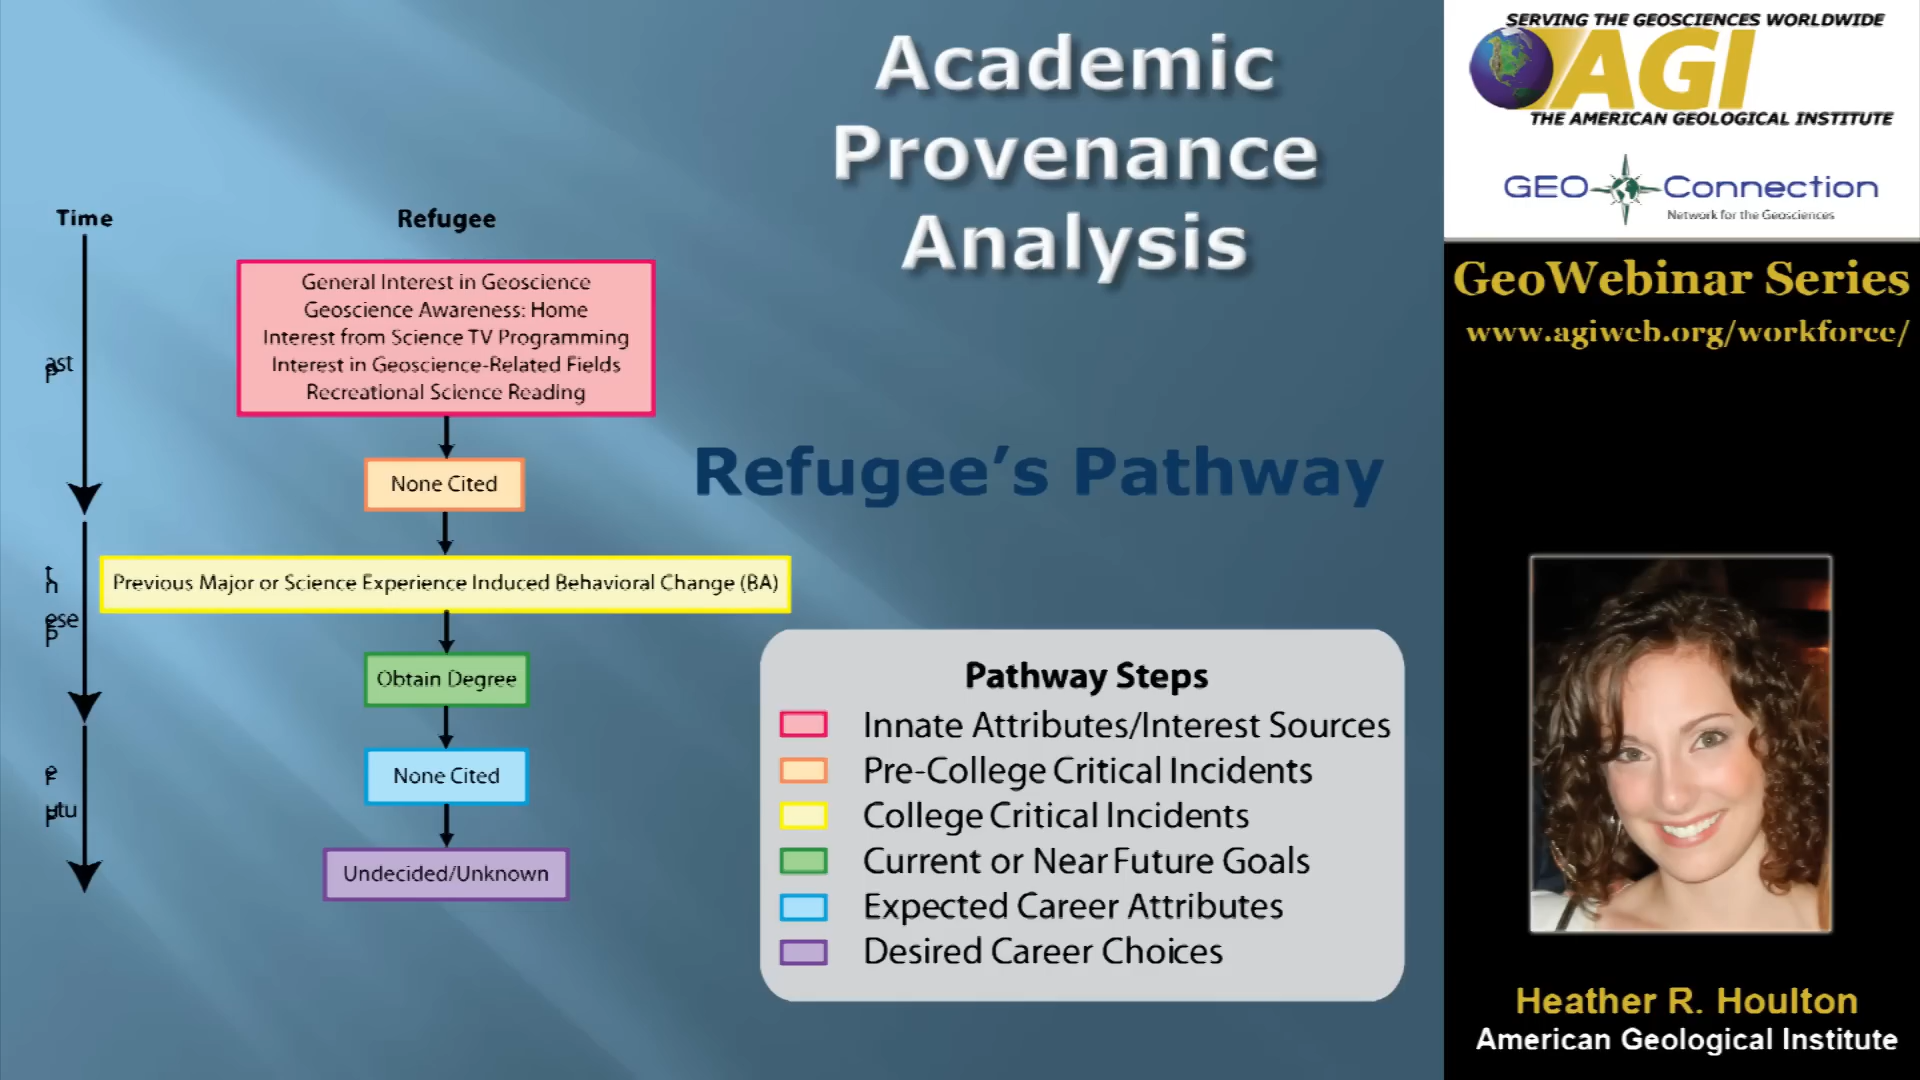 Academic
Provenance
Analysis
Time
Refugee
General Interest in Geoscience
Geoscience Awareness: Home
Interest from Science TV Programming
Interest in Geoscience-Related Fields
Recreational Science Reading
None Cited
Refugee's Pathway
Previous Major or Science Experience Induced Behavioral Change (BA)
Obtain Degree
None Cited
Undecided/Unknown
Pathway Steps
Innate Attributes/Interest Sources
Pre-College Critical Incidents
College Critical Incidents
Current or Near Future Goals
Expected Career Attributes
Desired Career Choices
SERVING THE GEOSCIENCES WORLDWIDE
AGI
THE AMERICAN GEOLOGICAL INSTITUTE
GEO Connection
Network for the Geosciences
GeoWebinar Series
www.agiweb.org/workforce/
Heather R. Houlton
American Geological Institute